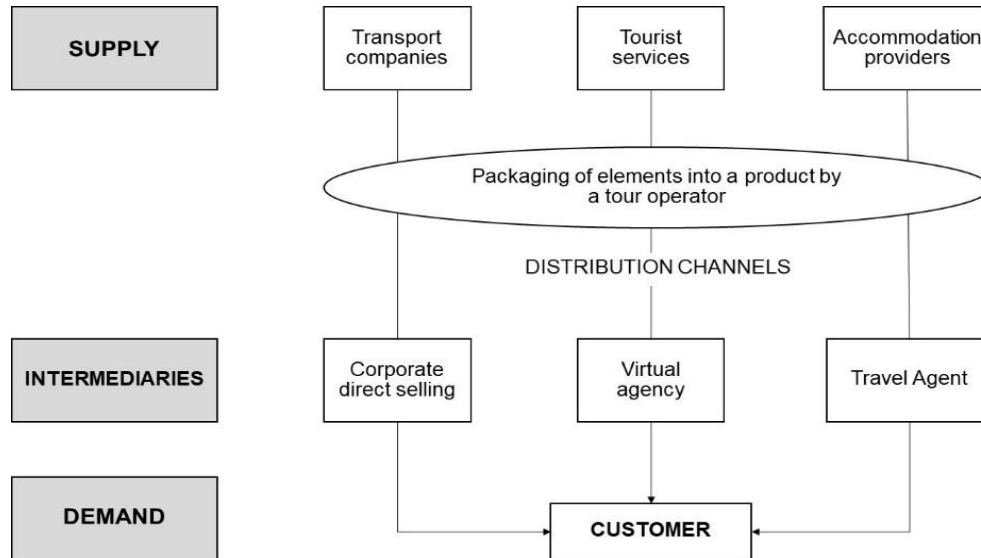 SUPPLY
Transport
companies
Tourist
services
Accommodation
providers
Packaging of elements into a product by
a tour operator
DISTRIBUTION CHANNELS
INTERMEDIARIES
Corporate
direct selling
Virtual
agency
Travel Agent
DEMAND
CUSTOMER